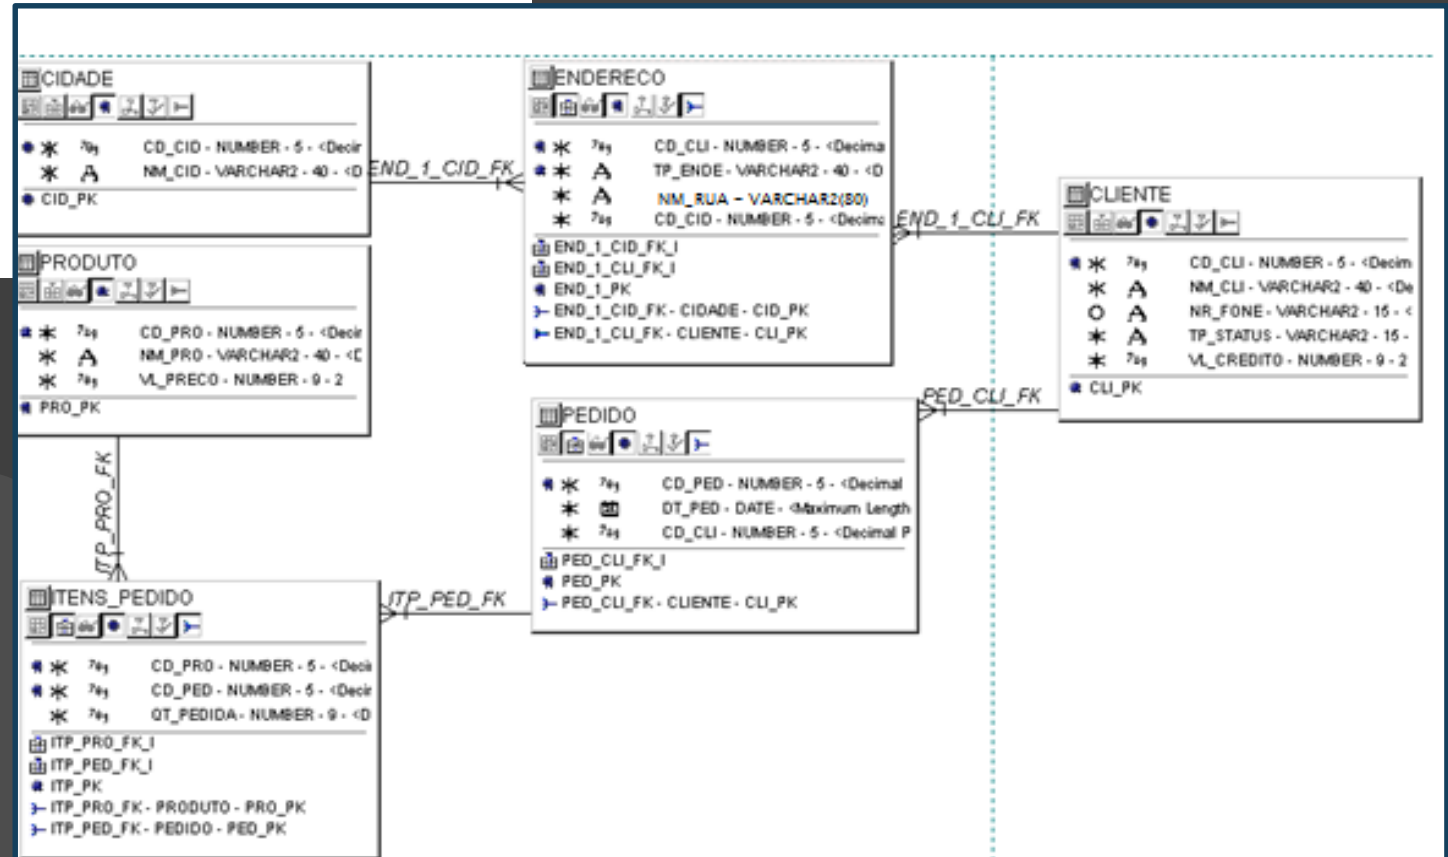 CIDADE
CD_CID - NUMBER - 5 - <Decir
NM_CID - VARCHAR2 - 40 - <D
CID_PK
END_1_CID_FK
ENDERECO
CD_CLI - NUMBER - 5 - <Decima
TP_ENDE - VARCHAR2 - 40 - <D
NM_RUA - VARCHAR2(80)
CD_CID - NUMBER - 5 - <Decima
END_1_CID_FK_I
END_1_CLI_FK_I
END_1_PK
END_1_CID_FK - CIDADE - CID_PK
END_1_CLI_FK - CLIENTE - CLI_PK
END_1_CLI_FK
CLIENTE
CD_CLI - NUMBER - 5 - <Decim
NM_CLI - VARCHAR2 - 40 - <De
NR_FONE - VARCHAR2 - 15 - <
TP_STATUS - VARCHAR2 - 15 -
VL_CREDITO - NUMBER - 9 - 2
CLI_PK
PRODUTO
CD_PRO - NUMBER - 5 - <Decir
NM_PRO - VARCHAR2 - 40 - <D
VL_PRECO - NUMBER - 9 - 2
PRO_PK
PED_CLI_FK
PEDIDO
CD_PED - NUMBER - 5 - <Decimal
DT_PED - DATE - <Maximum Length
CD_CLI - NUMBER - 5 - <Decimal P
PED_CLI_FK_I
PED_PK
PED_CLI_FK - CLIENTE - CLI_PK
ITP_PRO_FK
ITP_PED_FK
ITENS_PEDIDO
CD_PRO - NUMBER - 5 - <Decir
CD_PED - NUMBER - 5 - <Decir
QT_PEDIDA - NUMBER - 9 - <D
ITP_PRO_FK_I
ITP_PED_FK_I
ITP_PK
ITP_PRO_FK - PRODUTO - PRO_PK
ITP_PED_FK - PEDIDO - PED_PK